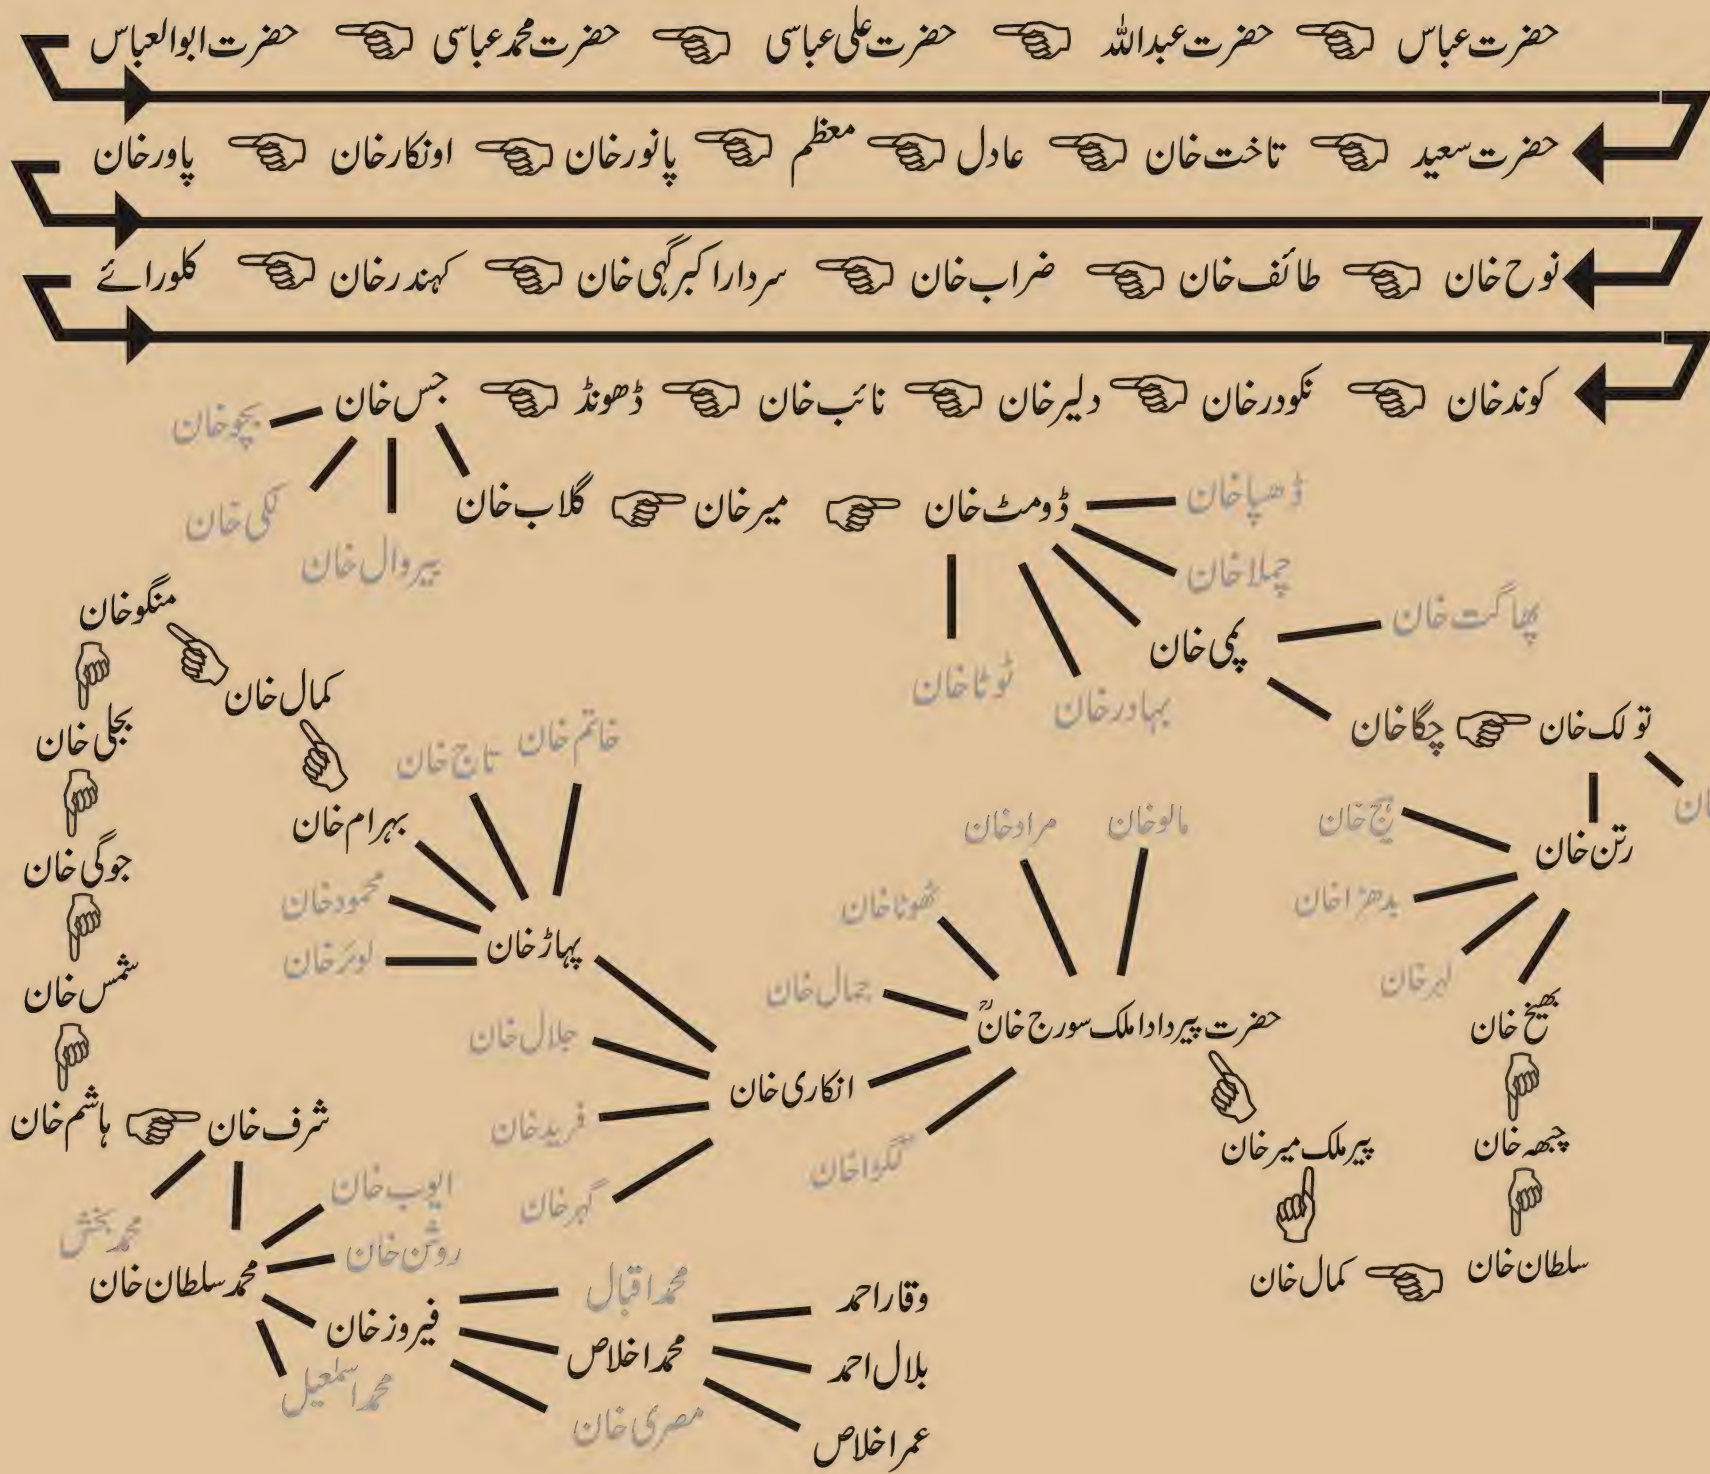 حضرت عباس حضرت عبداللہ حضرت علی عباسی حضرت محمد عباسی حضرت ابوالعباس
حضرت سعید تاخت خان عادل معظم پانور خان اونکار خان پاور خان
نوح خان طائف خان ضراب خان سردار اکبر گہی خان کہندر خان کلورائے
کوند خان نکودر خان دلیر خان نائب خان ڈھونڈ جس خان
بچو خان
نکی خان
پیروال خان
گلاب خان میر خان ڈومٹ خان ڈھپا خان
چملا خان
پمی خان پھاگت خان
ٹوٹا خان
بہادر خان
چگا خان تولک خان
خان
رتن خان
بدھڑا خان
لہر خان
بھیخ خان
چبھہ خان
سلطان خان
کمال خان
پیر ملک میر خان
حضرت پیر دادا ملک سورج خانؒ
مالو خان
مراد خان
ٹھوٹا خان
جمال خان
انکاری خان
پہاڑ خان
جلال خان
فرید خان
گہر خان
خاتم خان
تاج خان
بہرام خان
محمود خان
کمال خان
منگو خان
بجلی خان
جوگی خان
شمس خان
ہاشم خان شرف خان
محمد بخش
محمد سلطان خان
ایوب خان
روشن خان
فیروز خان
محمد اسمٰعیل
محمد اقبال
محمد اخلاص
مصری خان
وقار احمد
بلال احمد
عمر اخلاص